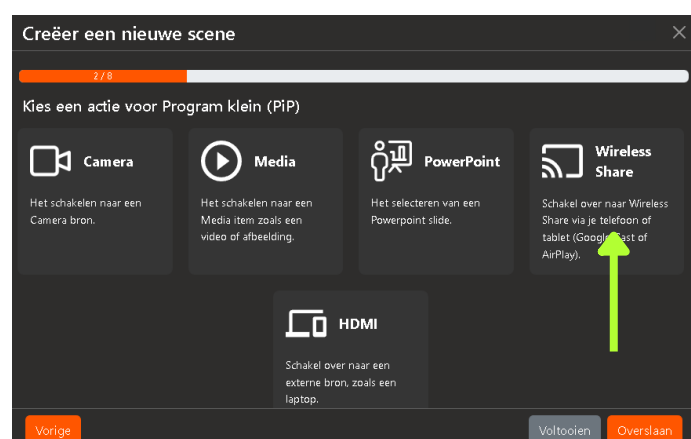 Creëer een nieuwe scene
2 / 8
Kies een actie voor Program klein (PiP)
Camera
Het schakelen naar een
Camera bron.
Media
Het schakelen naar een
Media item zoals een
video of afbeelding.
PowerPoint
Het selecteren van een
Powerpoint slide.
Wireless
Share
Schakel over naar Wireless
Share via je telefoon of
tablet (Google Cast of
AirPlay).
HDMI
Schakel over naar een
externe bron, zoals een
laptop.
Vorige
Voltooien
Overslaan